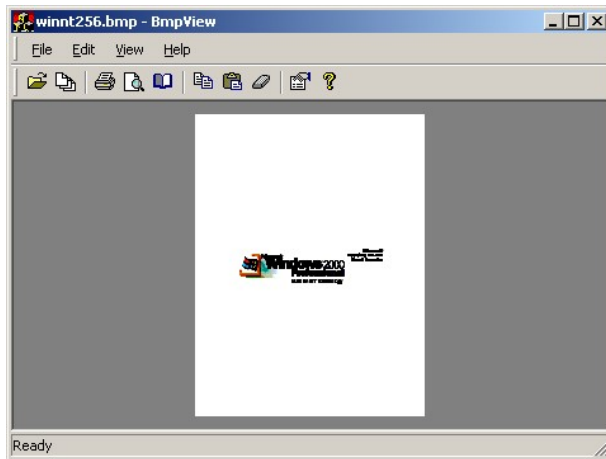 winnt256.bmp - BmpView
File Edit View Help
Windows 2000
Professional
Ready